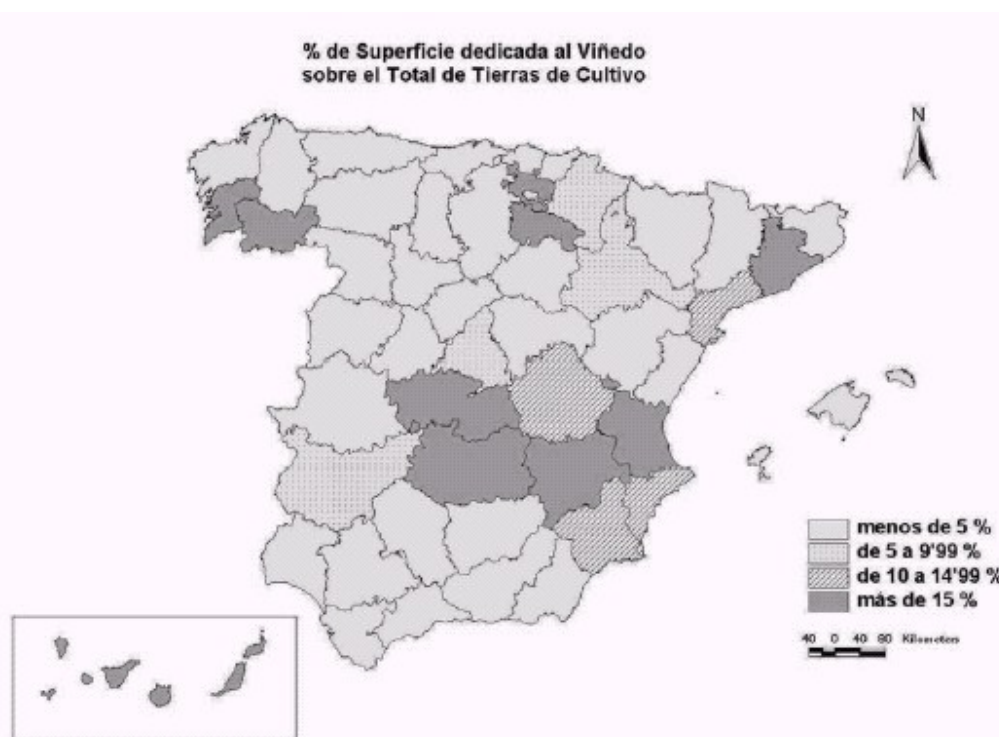 % de Superficie dedicada al Viñedo
sobre el Total de Tierras de Cultivo
N
menos de 5 %
de 5 a 9'99 %
de 10 a 14'99 %
más de 15 %
40 0 40 80 Kilometers